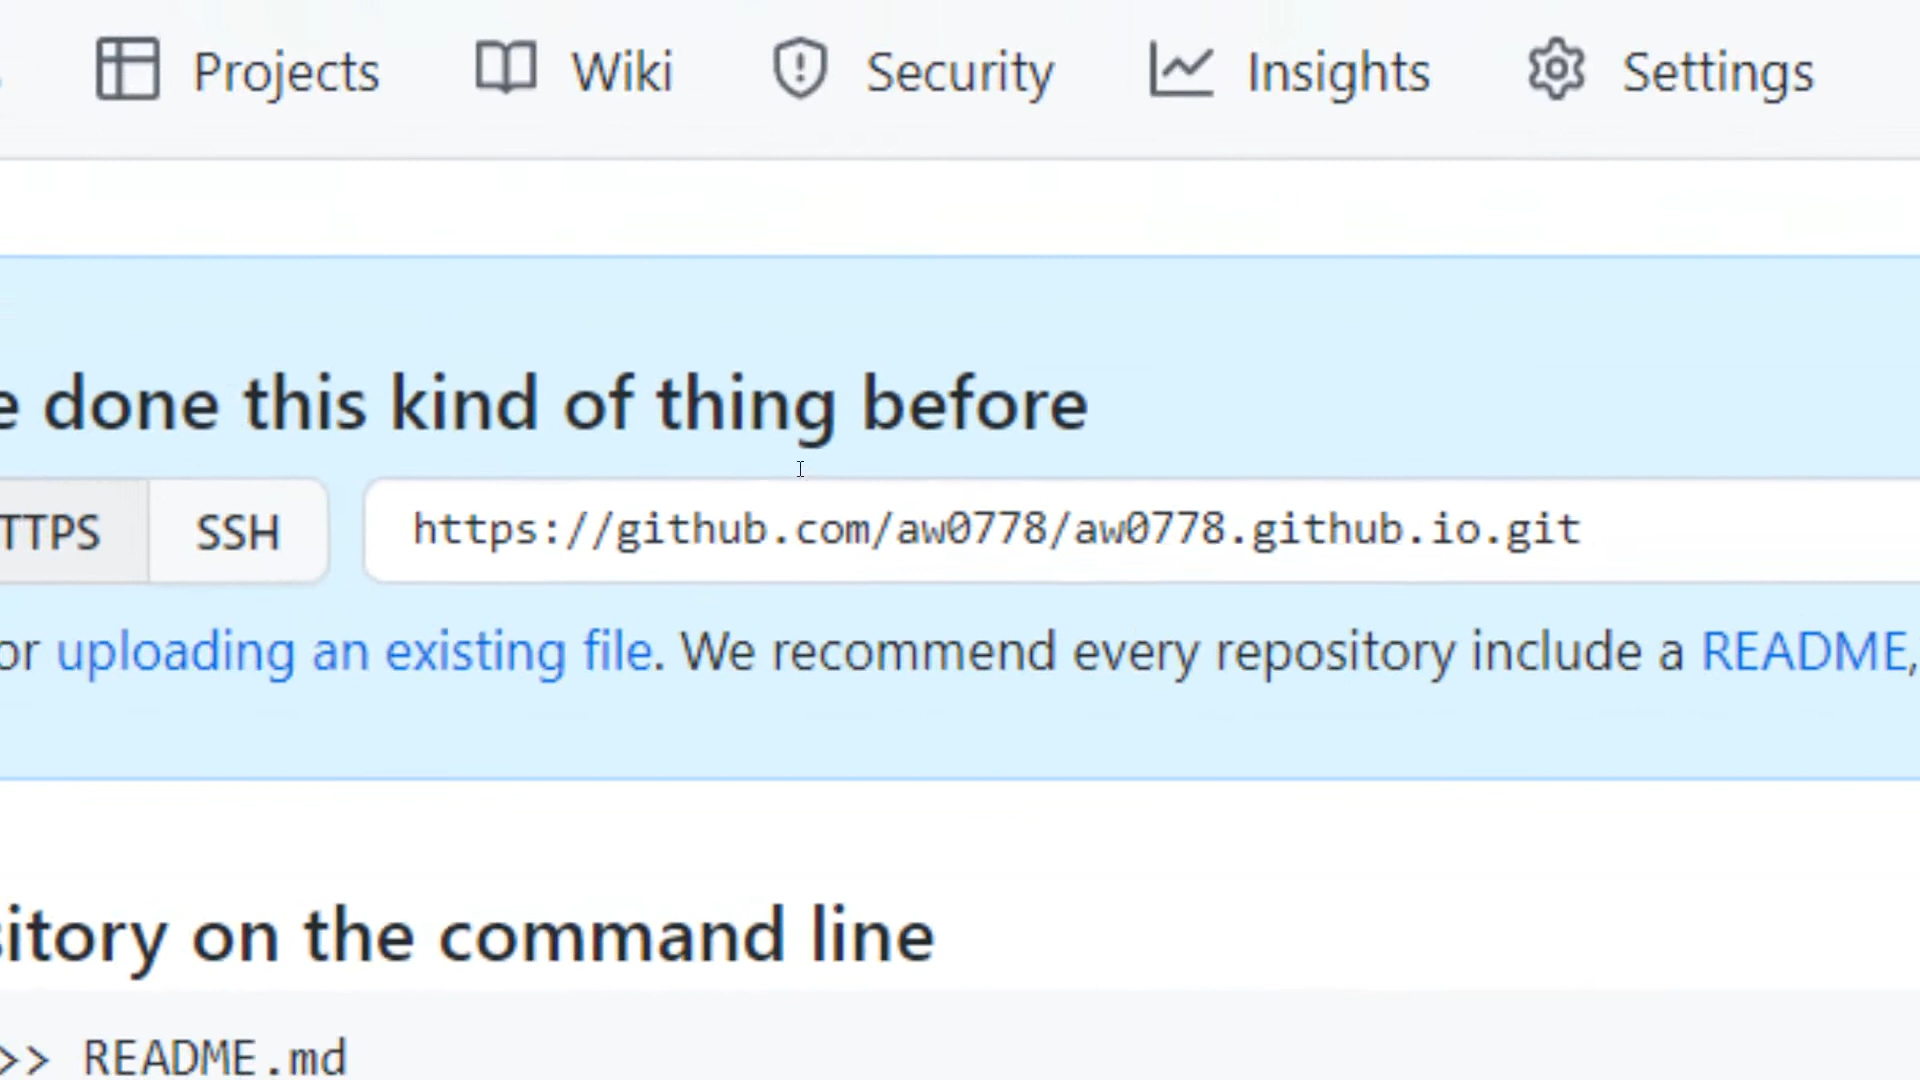 Projects Wiki Security Insights Settings
e done this kind of thing before
TTPS SSH https://github.com/aw0778/aw0778.github.io.git
or uploading an existing file. We recommend every repository include a README,
sitory on the command line
>> README.md